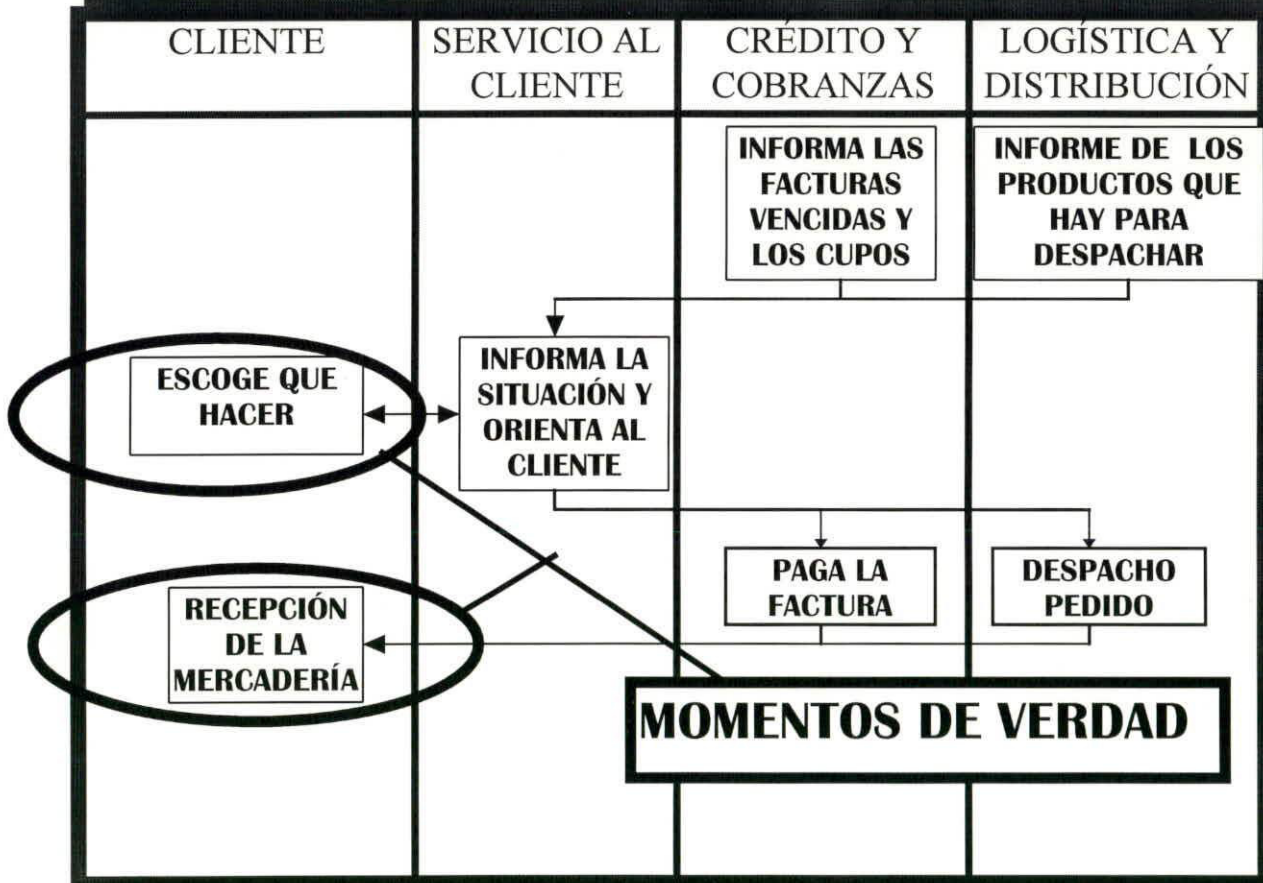 CLIENTE
SERVICIO AL
CLIENTE
CRÉDITO Y
COBRANZAS
LOGÍSTICA Y
DISTRIBUCIÓN
INFORMA LAS
FACTURAS
VENCIDAS Y
LOS CUPOS
INFORME DE LOS
PRODUCTOS QUE
HAY PARA
DESPACHAR
ESCOGE QUE
HACER
INFORMA LA
SITUACIÓN Y
ORIENTA AL
CLIENTE
PAGA LA
FACTURA
DESPACHO
PEDIDO
RECEPCIÓN
DE LA
MERCADERÍA
MOMENTOS DE VERDAD